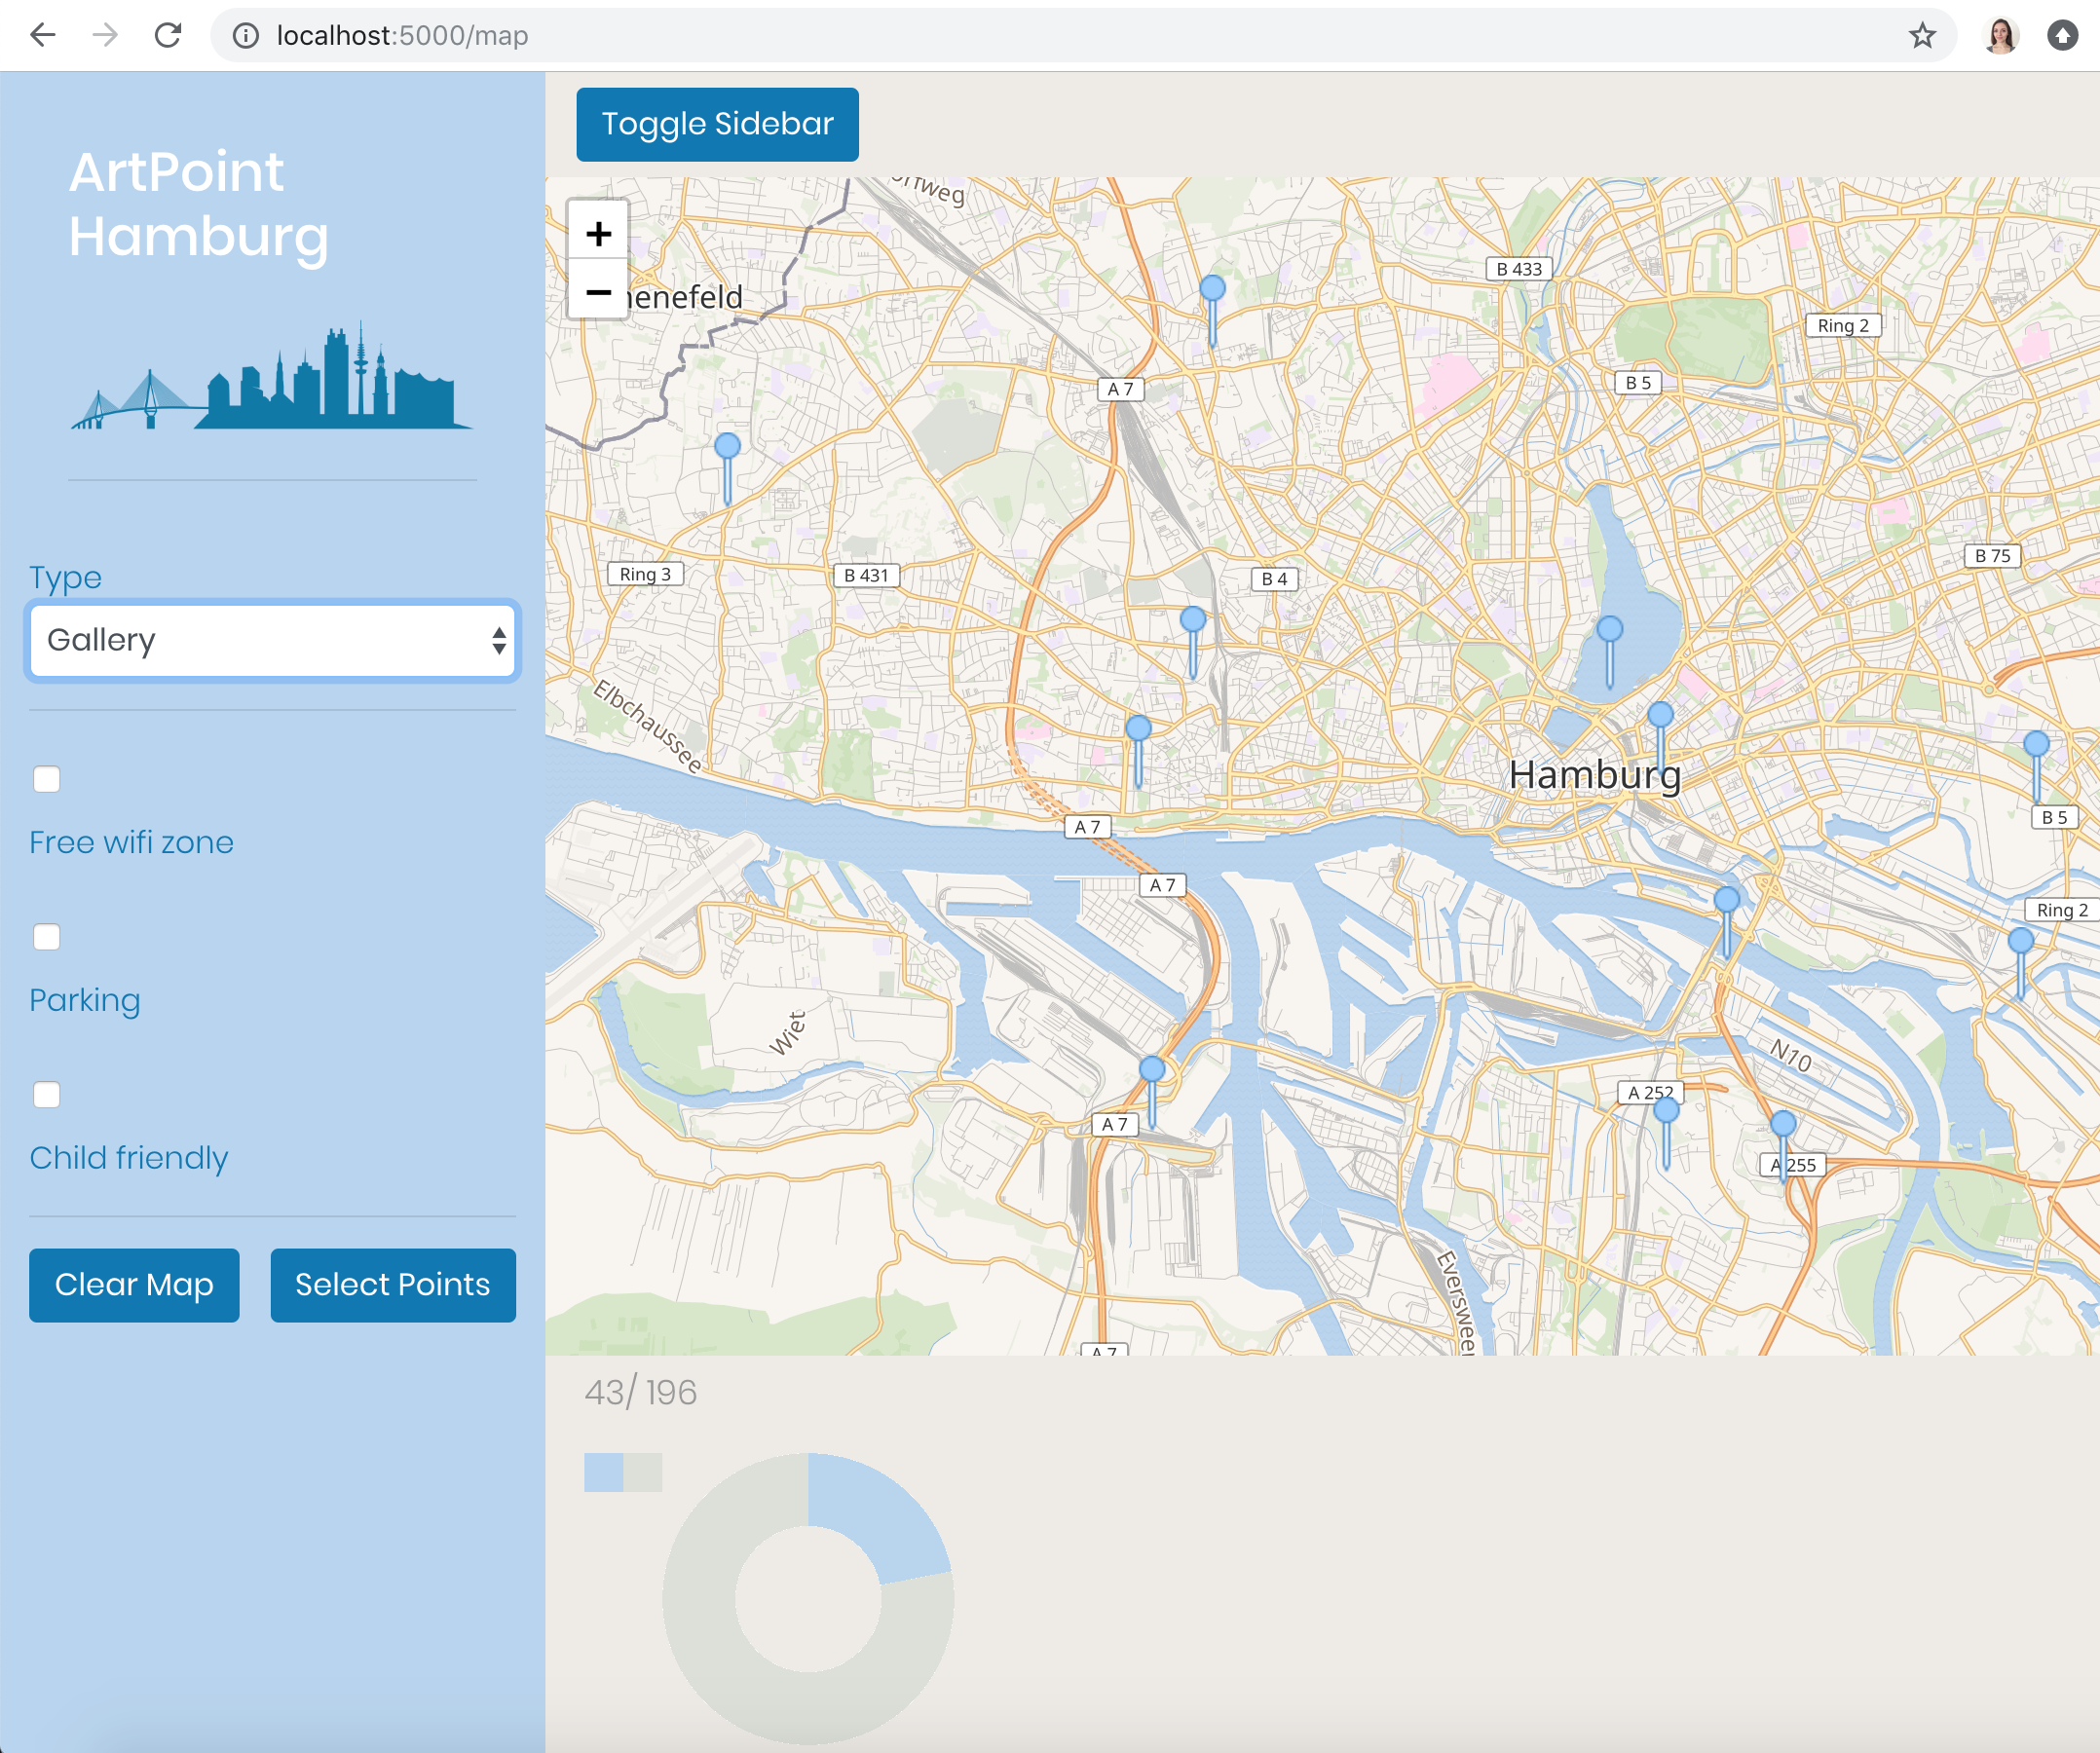 localhost:5000/map
ArtPoint
Hamburg
Type
Gallery
Free wifi zone
Parking
Child friendly
Clear Map
Select Points
Toggle Sidebar
+
−
B 433
Ring 2
A 7
B 5
Ring 3
B 431
B 4
B 75
Elbchaussee
Hamburg
B 5
A 7
A 7
Ring 2
Wiet
N10
A 252
A 7
A 255
A 7
43/ 196